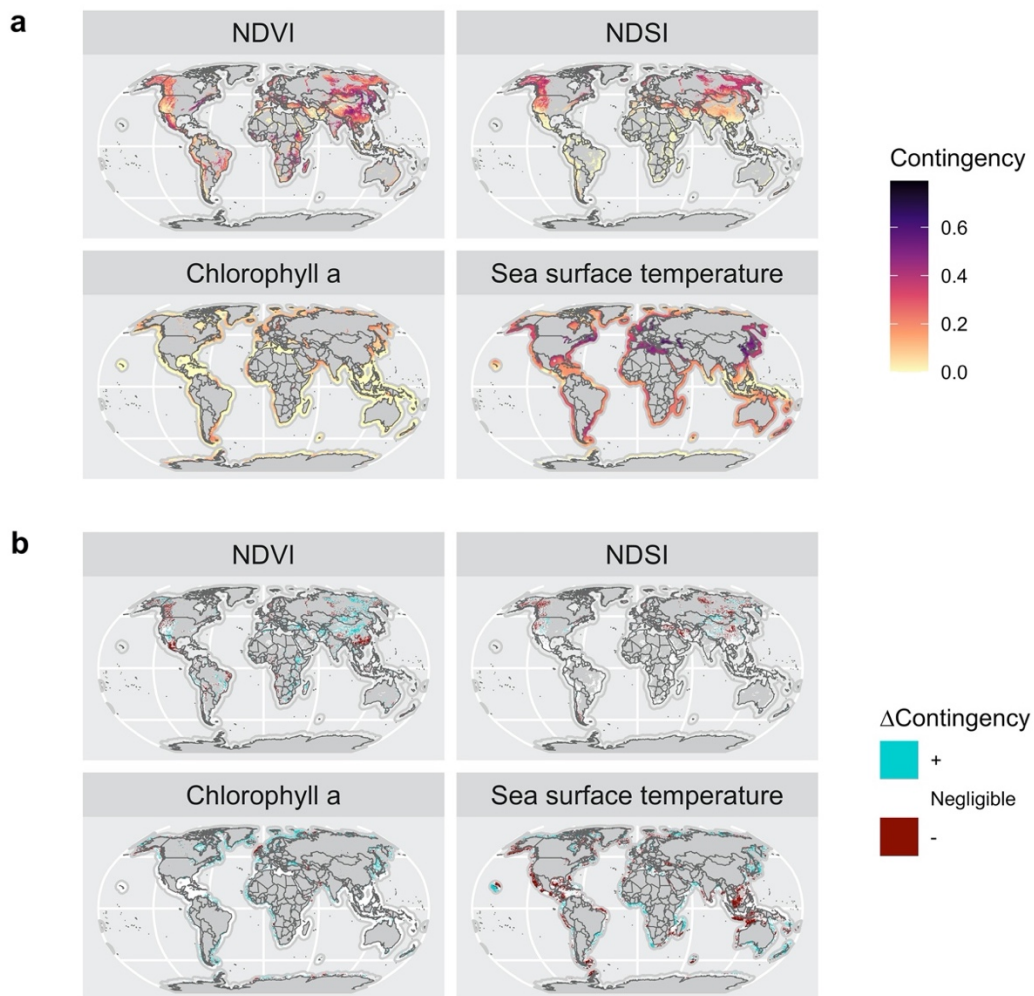 a
NDVI
NDSI
Contingency
0.6
0.4
0.2
0.0
Chlorophyll a
Sea surface temperature
b
NDVI
NDSI
ΔContingency
+
Negligible
-
Chlorophyll a
Sea surface temperature